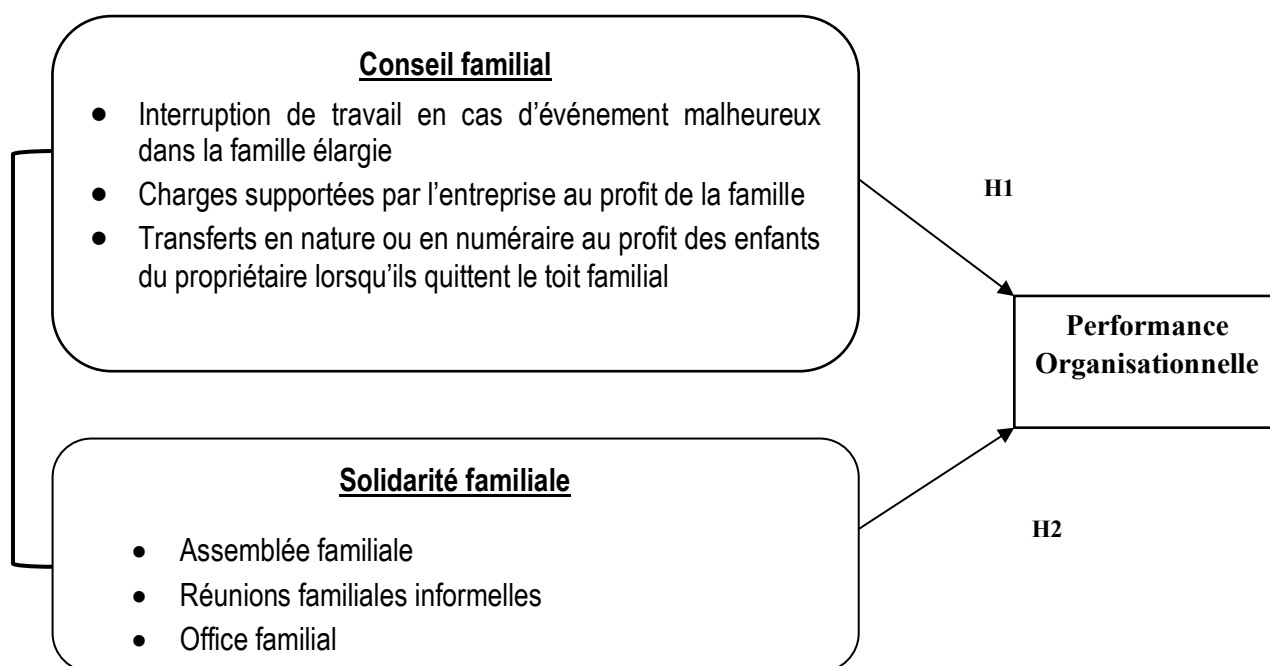 Conseil familial
● Interruption de travail en cas d’événement malheureux
dans la famille élargie
● Charges supportées par l’entreprise au profit de la famille
● Transferts en nature ou en numéraire au profit des enfants
du propriétaire lorsqu’ils quittent le toit familial
H1
Performance
Organisationnelle
Solidarité familiale
● Assemblée familiale
● Réunions familiales informelles
● Office familial
H2